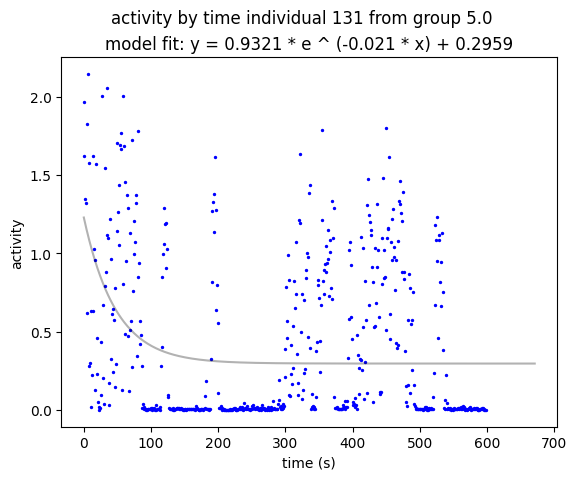 activity by time individual 131 from group 5.0
model fit: y = 0.9321 * e ^ (-0.021 * x) + 0.2959
2.0
1.5
1.0
0.5
0.0
activity
0 100 200 300 400 500 600 700
time (s)